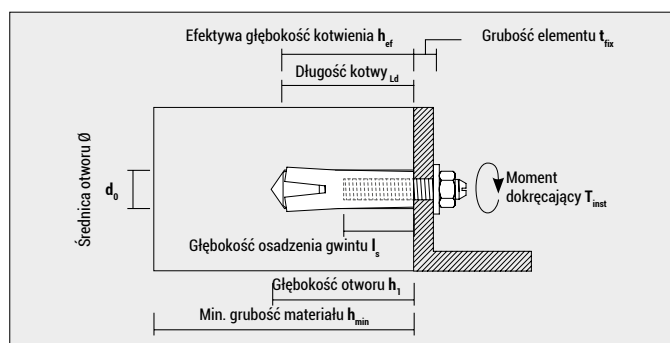 Efektywa głębokość kotwienia hef
Grubość elementu tfix
Długość kotwy Ld
Średnica otworu Ø
d0
Moment
dokręcający Tinst
Głębokość osadzenia gwintu ls
Głębokość otworu h1
Min. grubość materiału hmin